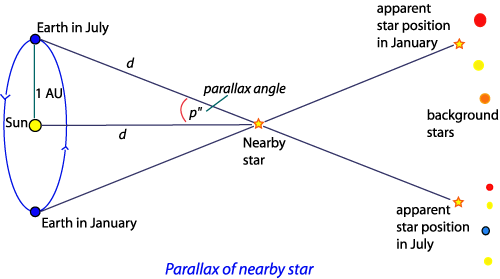 Earth in July
apparent
star position
in January
d
parallax angle
1 AU
p"
background
stars
Sun
d
Nearby
star
Earth in January
apparent
star position
in July
Parallax of nearby star